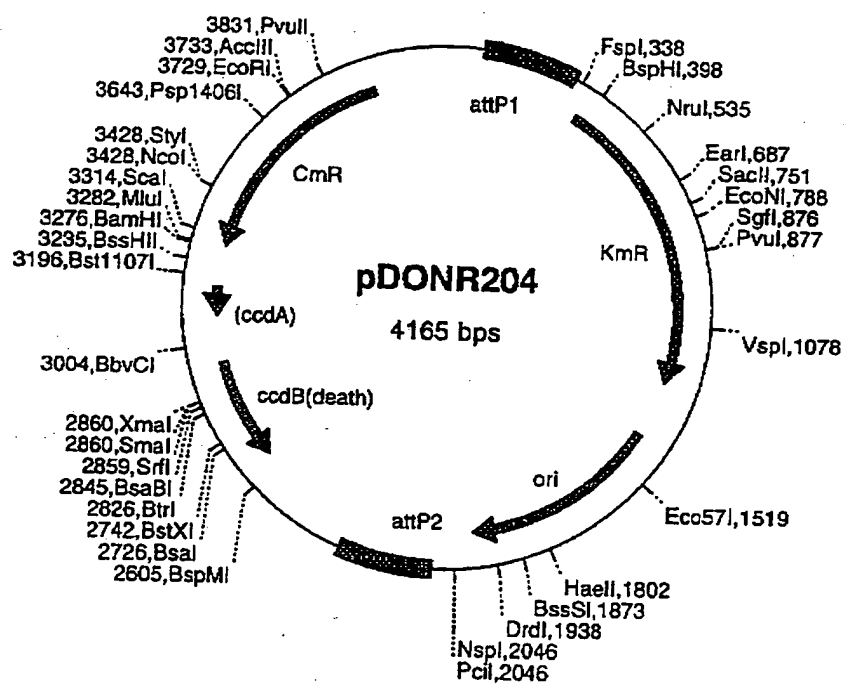 3831,PvuII
3733,AccIII
3729,EcoRI
3643,Psp1406I
3428,StyI
3428,NcoI
3314,ScaI
3282,MluI
3276,BamHI
3235,BssHII
3196,Bst1107I
3004,BbvCI
2860,XmaI
2860,SmaI
2859,SrfI
2845,BsaBI
2826,BtrI
2742,BstXI
2726,BsaI
2605,BspMI
attP1
CmR
KmR
pDONR204
4165 bps
(ccdA)
ccdB(death)
ori
attP2
FspI,338
BspHI,398
NruI,535
EarI,687
SacII,751
EcoNI,788
SgfI,876
PvuI,877
VspI,1078
Eco57I,1519
HaeII,1802
BssSI,1873
DrdI,1938
NspI,2046
PciI,2046